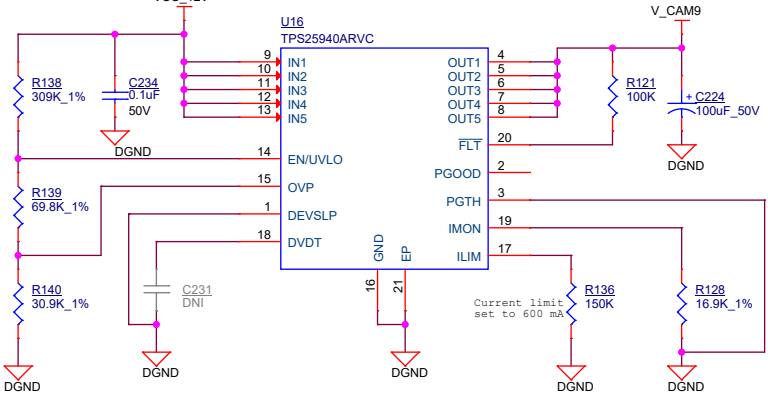 V_CAM9
U16
TPS25940ARVC
R138
309K_1%
C234
0.1uF
50V
DGND
9
IN1
10
IN2
11
IN3
12
IN4
13
IN5
14
EN/UVLO
15
OVP
1
DEVSLP
18
DVDT
OUT1
4
OUT2
5
OUT3
6
OUT4
7
OUT5
8
FLT
20
PGOOD
2
PGTH
3
IMON
19
ILIM
17
GND
16
EP
21
R121
100K
+
C224
100uF_50V
DGND
R139
69.8K_1%
R140
30.9K_1%
C231
DNI
Current limit
set to 600 mA
R136
150K
R128
16.9K_1%
DGND
DGND
DGND
DGND
DGND